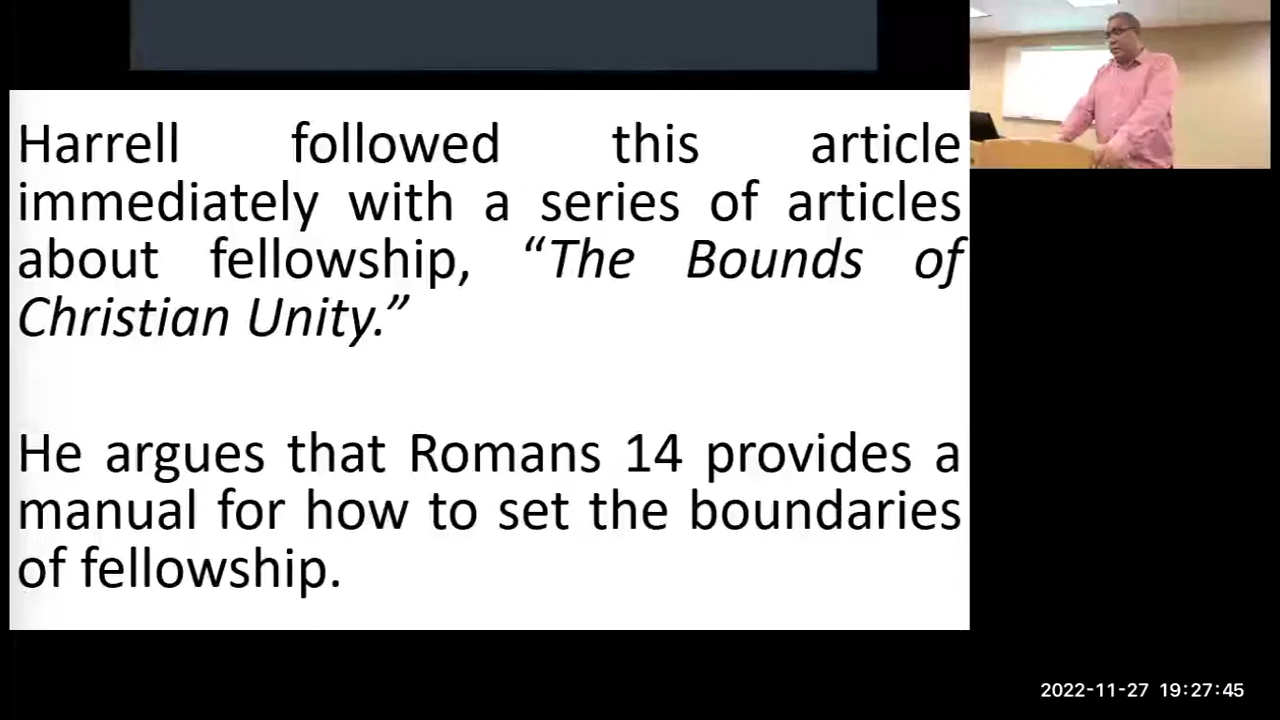 Harrell followed this article
immediately with a series of articles
about fellowship, “The Bounds of
Christian Unity.”
He argues that Romans 14 provides a
manual for how to set the boundaries
of fellowship.
2022-11-27 19:27:45